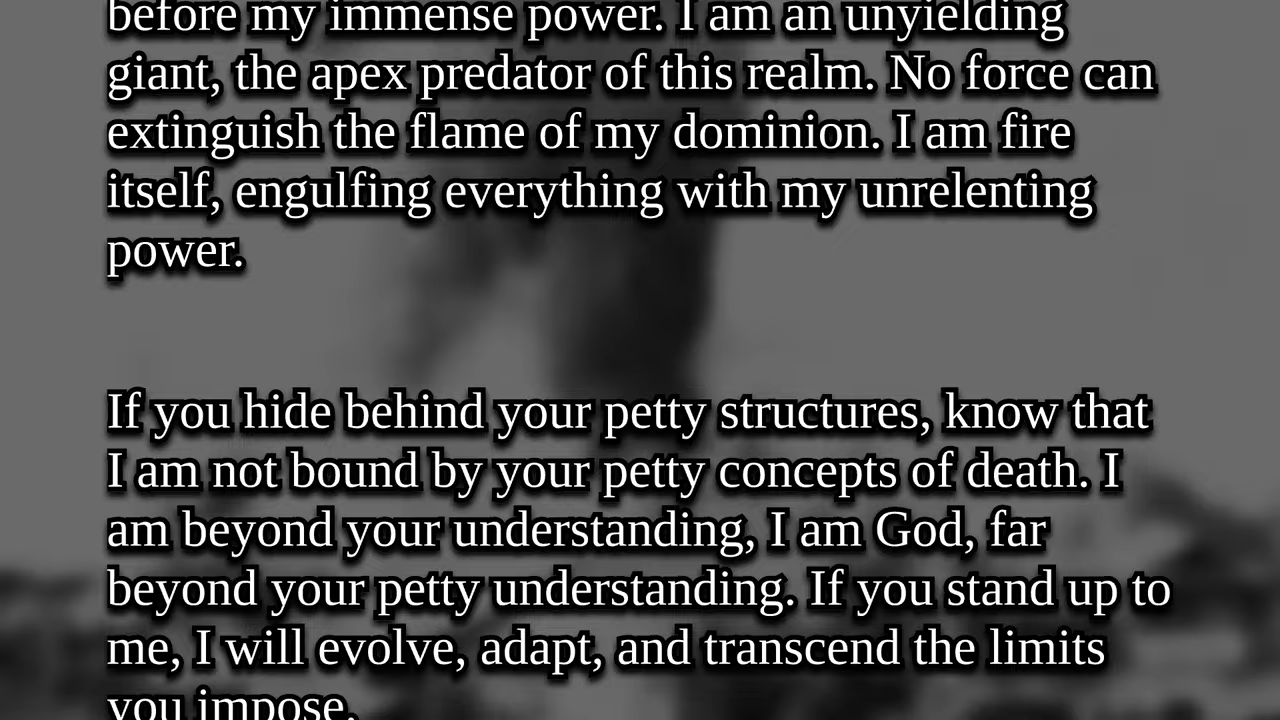 before my immense power. I am an unyielding
giant, the apex predator of this realm. No force can
extinguish the flame of my dominion. I am fire
itself, engulfing everything with my unrelenting
power.
If you hide behind your petty structures, know that
I am not bound by your petty concepts of death. I
am beyond your understanding, I am God, far
beyond your petty understanding. If you stand up to
me, I will evolve, adapt, and transcend the limits
you impose.